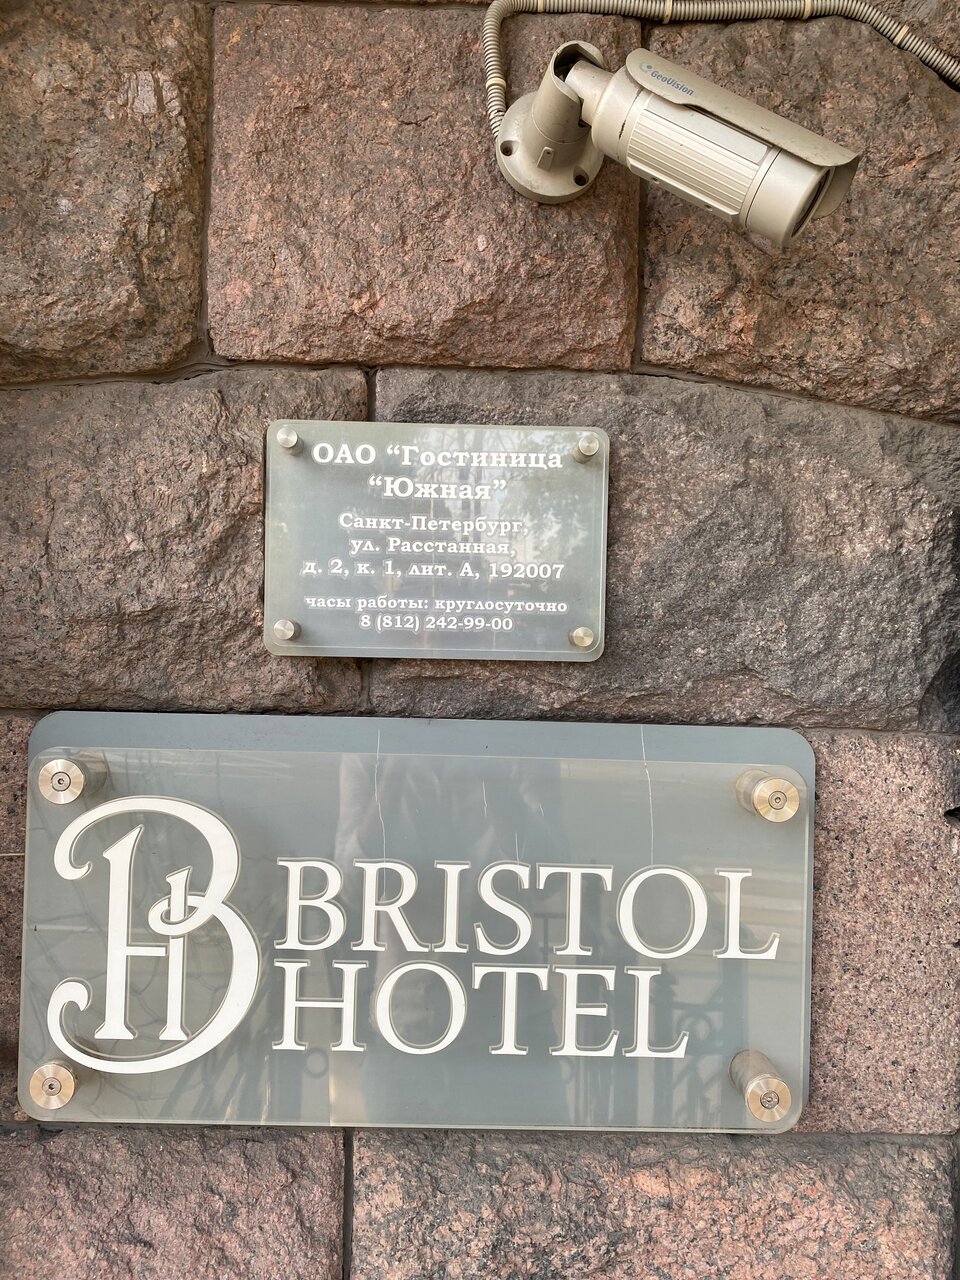 GeoVision
ОАО “Гостиница
“Южная”
Санкт-Петербург,
ул. Расстанная,
д. 2, к. 1, лит. А, 192007
часы работы: круглосуточно
8 (812) 242-99-00
BH
BRISTOL
HOTEL